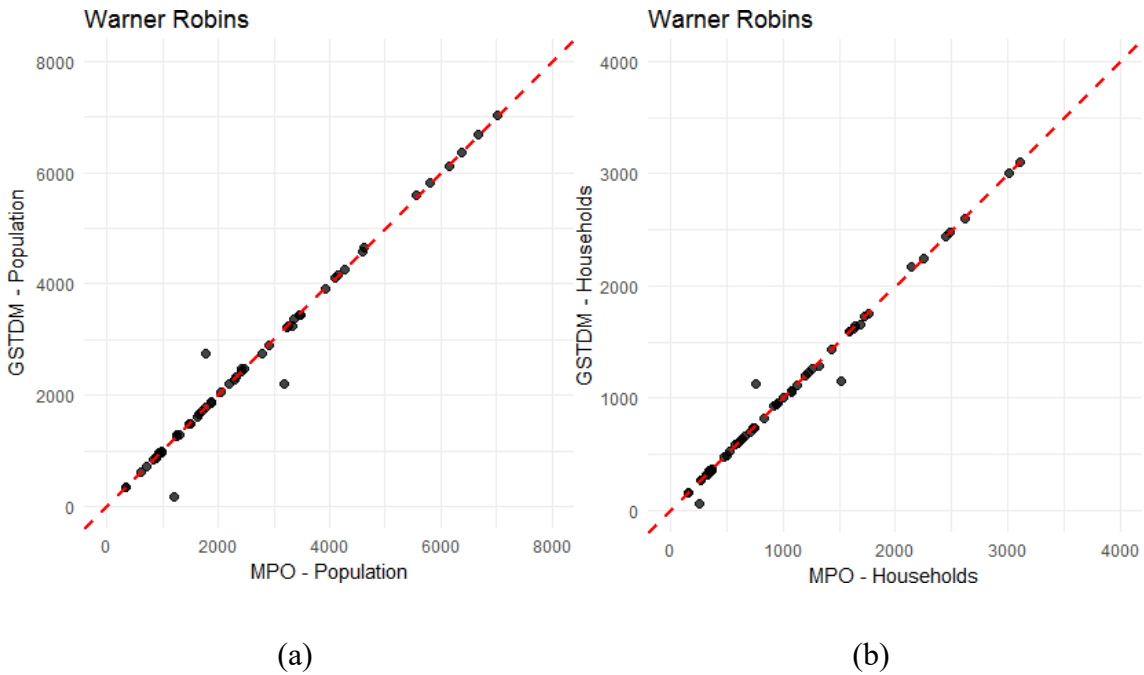 Warner Robins
8000
6000
4000
2000
0
GSTDM - Population
0 2000 4000 6000 8000
MPO - Population
(a)
Warner Robins
4000
3000
2000
1000
0
GSTDM - Households
0 1000 2000 3000 4000
MPO - Households
(b)